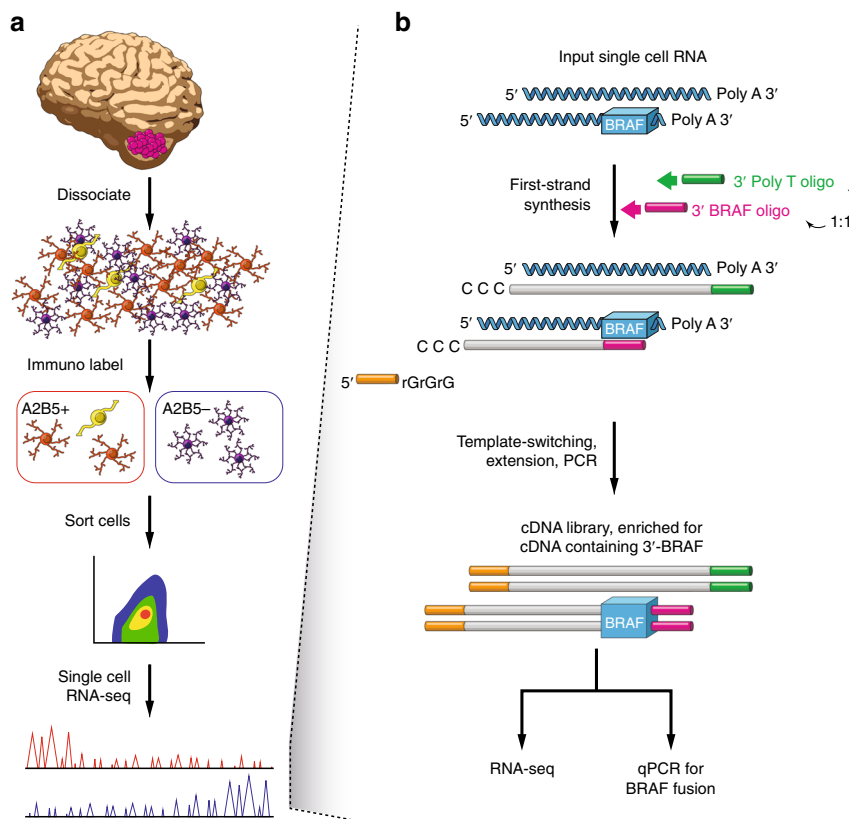 a
Dissociate
Immuno label
A2B5+
A2B5–
Sort cells
Single cell
RNA-seq
b
Input single cell RNA
5′ Poly A 3′
5′ BRAF Poly A 3′
First-strand
synthesis
3′ Poly T oligo
3′ BRAF oligo
1:1
5′ Poly A 3′
C C C
5′ BRAF Poly A 3′
C C C
5′ rGrGrG
Template-switching,
extension, PCR
cDNA library, enriched for
cDNA containing 3′-BRAF
BRAF
RNA-seq
qPCR for
BRAF fusion